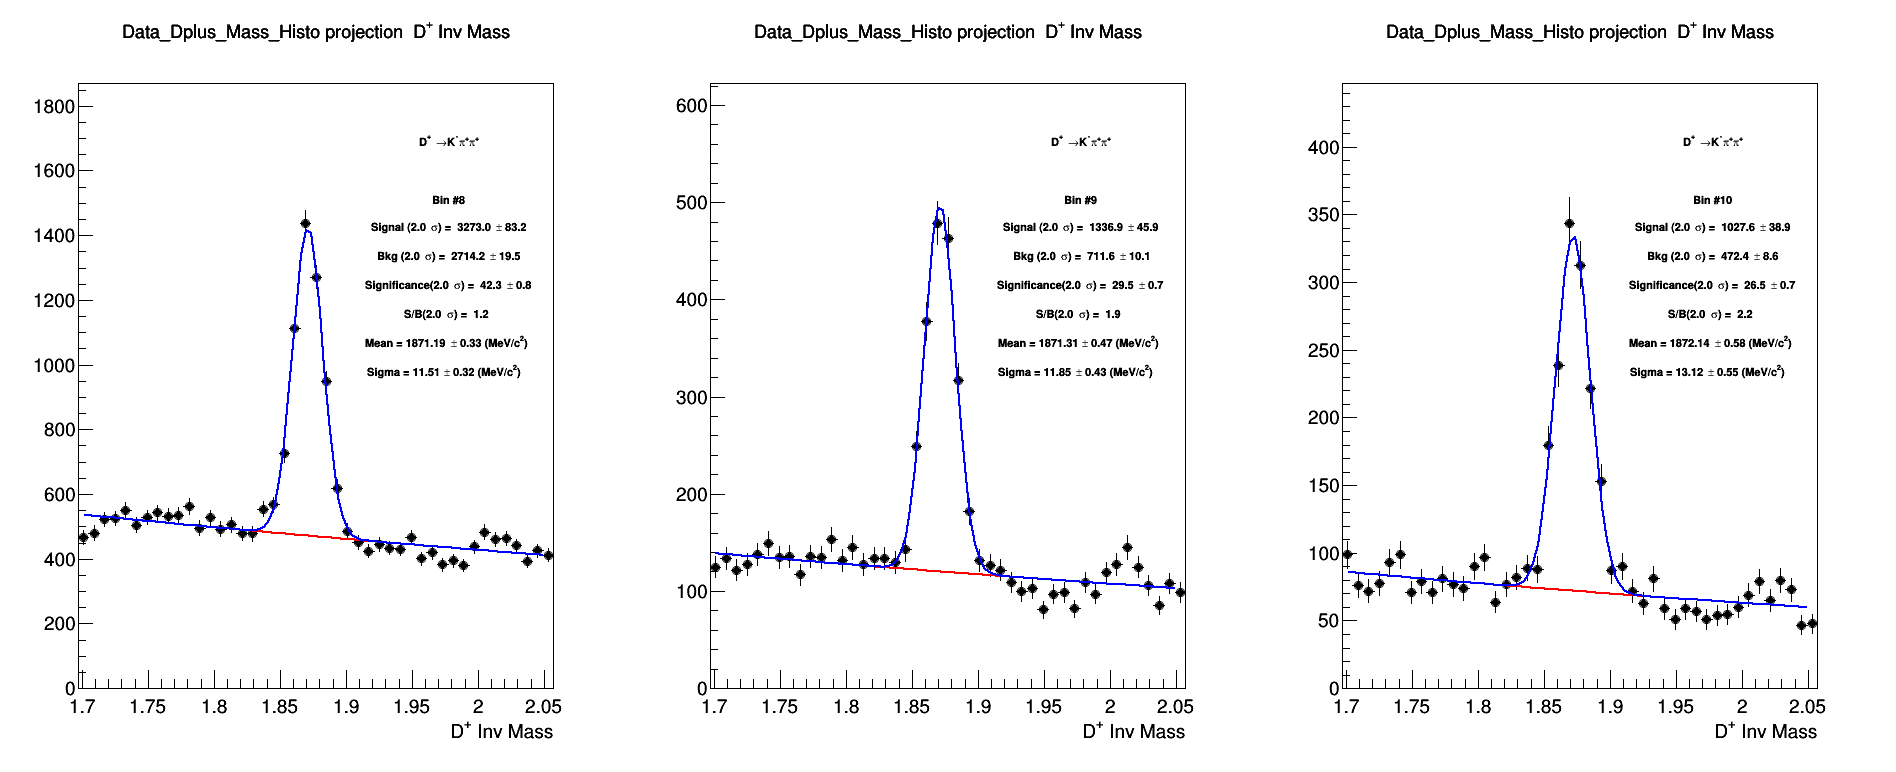 Data_Dplus_Mass_Histo projection D+ Inv Mass
1800
1600
1400
1200
1000
800
600
400
200
0
1.7 1.75 1.8 1.85 1.9 1.95 2 2.05
D+ Inv Mass
D+ →K-π+π+
Bin #8
Signal (2.0 σ) = 3273.0 ±83.2
Bkg (2.0 σ) = 2714.2 ±19.5
Significance(2.0 σ) = 42.3 ±0.8
S/B(2.0 σ) = 1.2
Mean = 1871.19 ±0.33 (MeV/c2)
Sigma = 11.51 ±0.32 (MeV/c2)
Data_Dplus_Mass_Histo projection D+ Inv Mass
600
500
400
300
200
100
0
1.7 1.75 1.8 1.85 1.9 1.95 2 2.05
D+ Inv Mass
D+ →K-π+π+
Bin #9
Signal (2.0 σ) = 1336.9 ±45.9
Bkg (2.0 σ) = 711.6 ±10.1
Significance(2.0 σ) = 29.5 ±0.7
S/B(2.0 σ) = 1.9
Mean = 1871.31 ±0.47 (MeV/c2)
Sigma = 11.85 ±0.43 (MeV/c2)
Data_Dplus_Mass_Histo projection D+ Inv Mass
400
350
300
250
200
150
100
50
0
1.7 1.75 1.8 1.85 1.9 1.95 2 2.05
D+ Inv Mass
D+ →K-π+π+
Bin #10
Signal (2.0 σ) = 1027.6 ±38.9
Bkg (2.0 σ) = 472.4 ±8.6
Significance(2.0 σ) = 26.5 ±0.7
S/B(2.0 σ) = 2.2
Mean = 1872.14 ±0.58 (MeV/c2)
Sigma = 13.12 ±0.55 (MeV/c2)